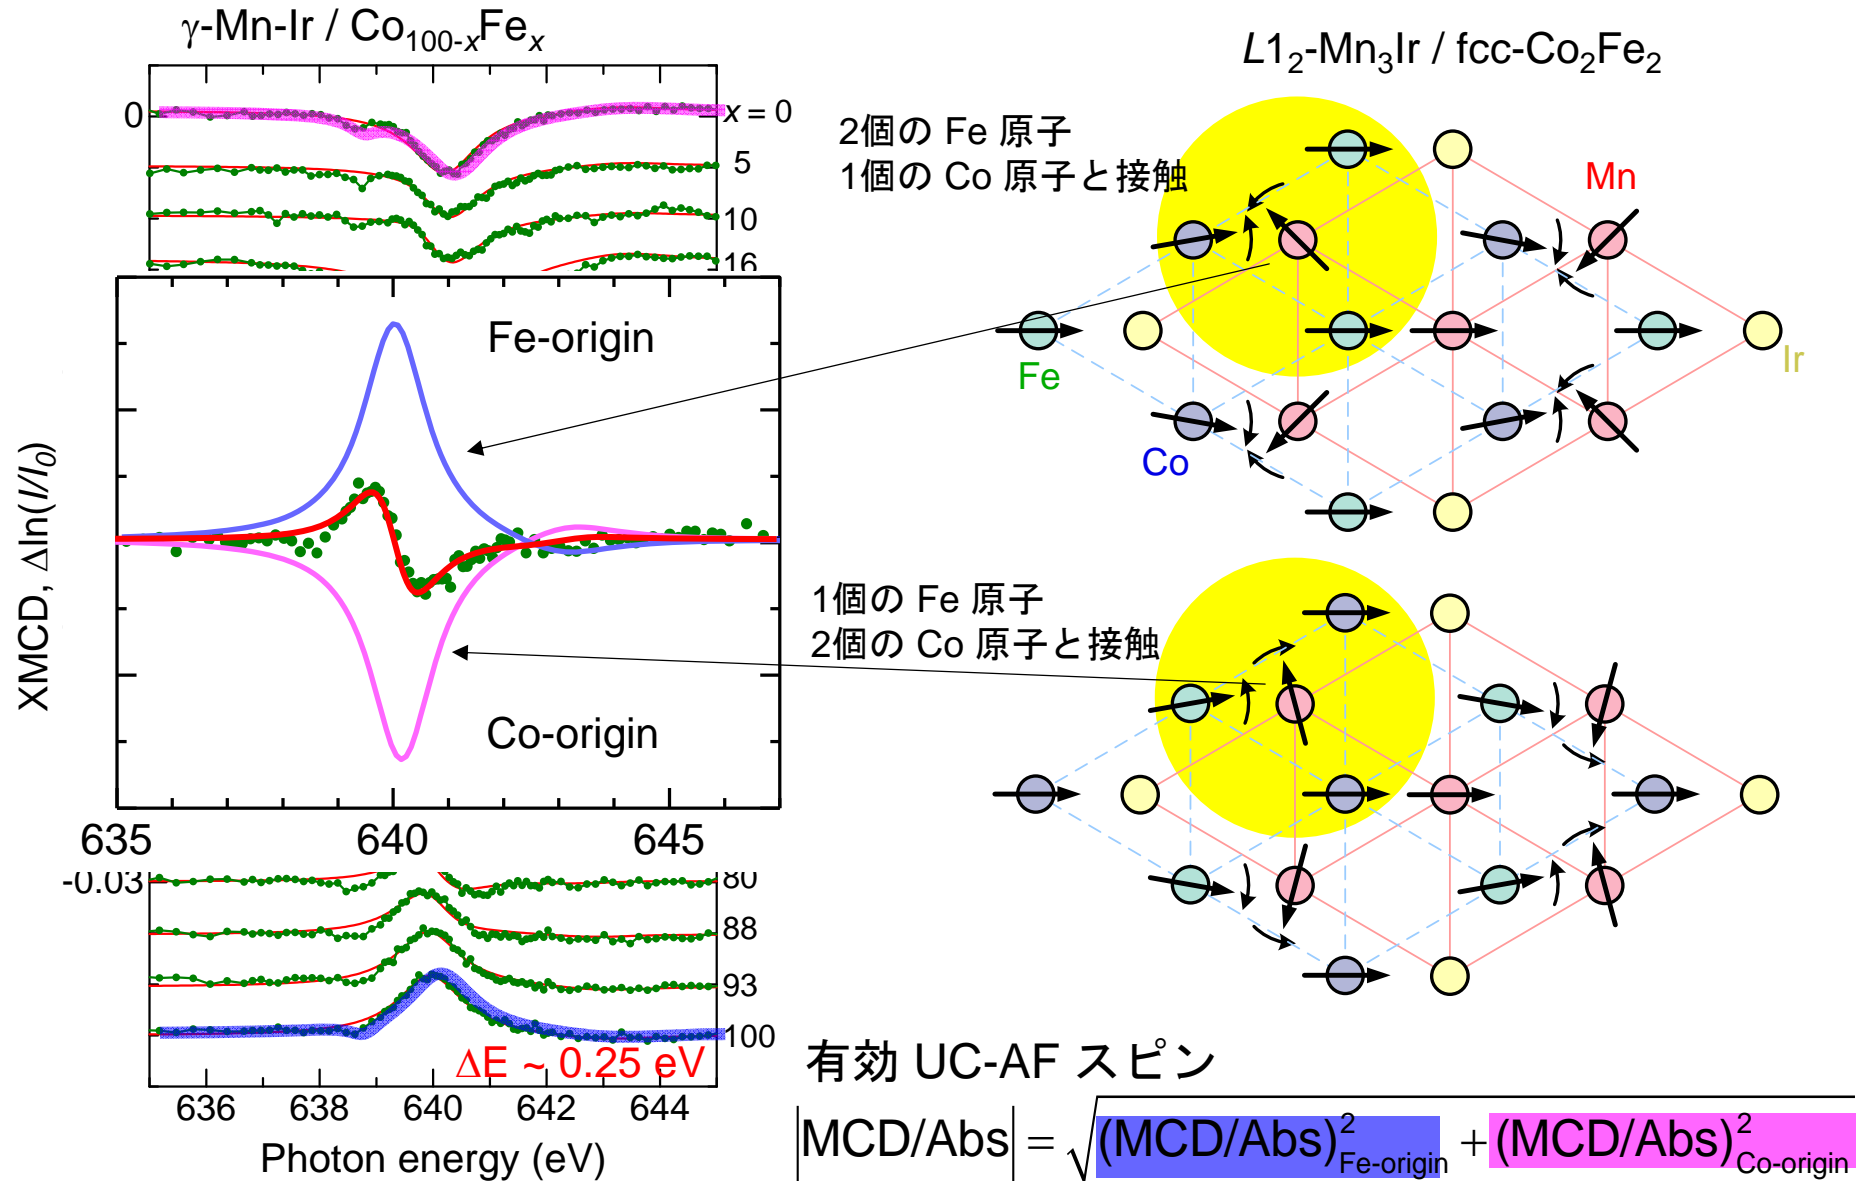 γ-Mn-Ir / Co100-xFex
0
x = 0
5
10
16
Fe-origin
Co-origin
XMCD, Δln(I/I0)
635
640
645
-0.03
80
88
93
100
ΔE ~ 0.25 eV
636
638
640
642
644
Photon energy (eV)
L12-Mn3Ir / fcc-Co2Fe2
2個の Fe 原子
1個の Co 原子と接触
Mn
Fe
Ir
Co
1個の Fe 原子
2個の Co 原子と接触
有効 UC-AF スピン
|MCD/Abs| = √(MCD/Abs)²Fe-origin + (MCD/Abs)²Co-origin